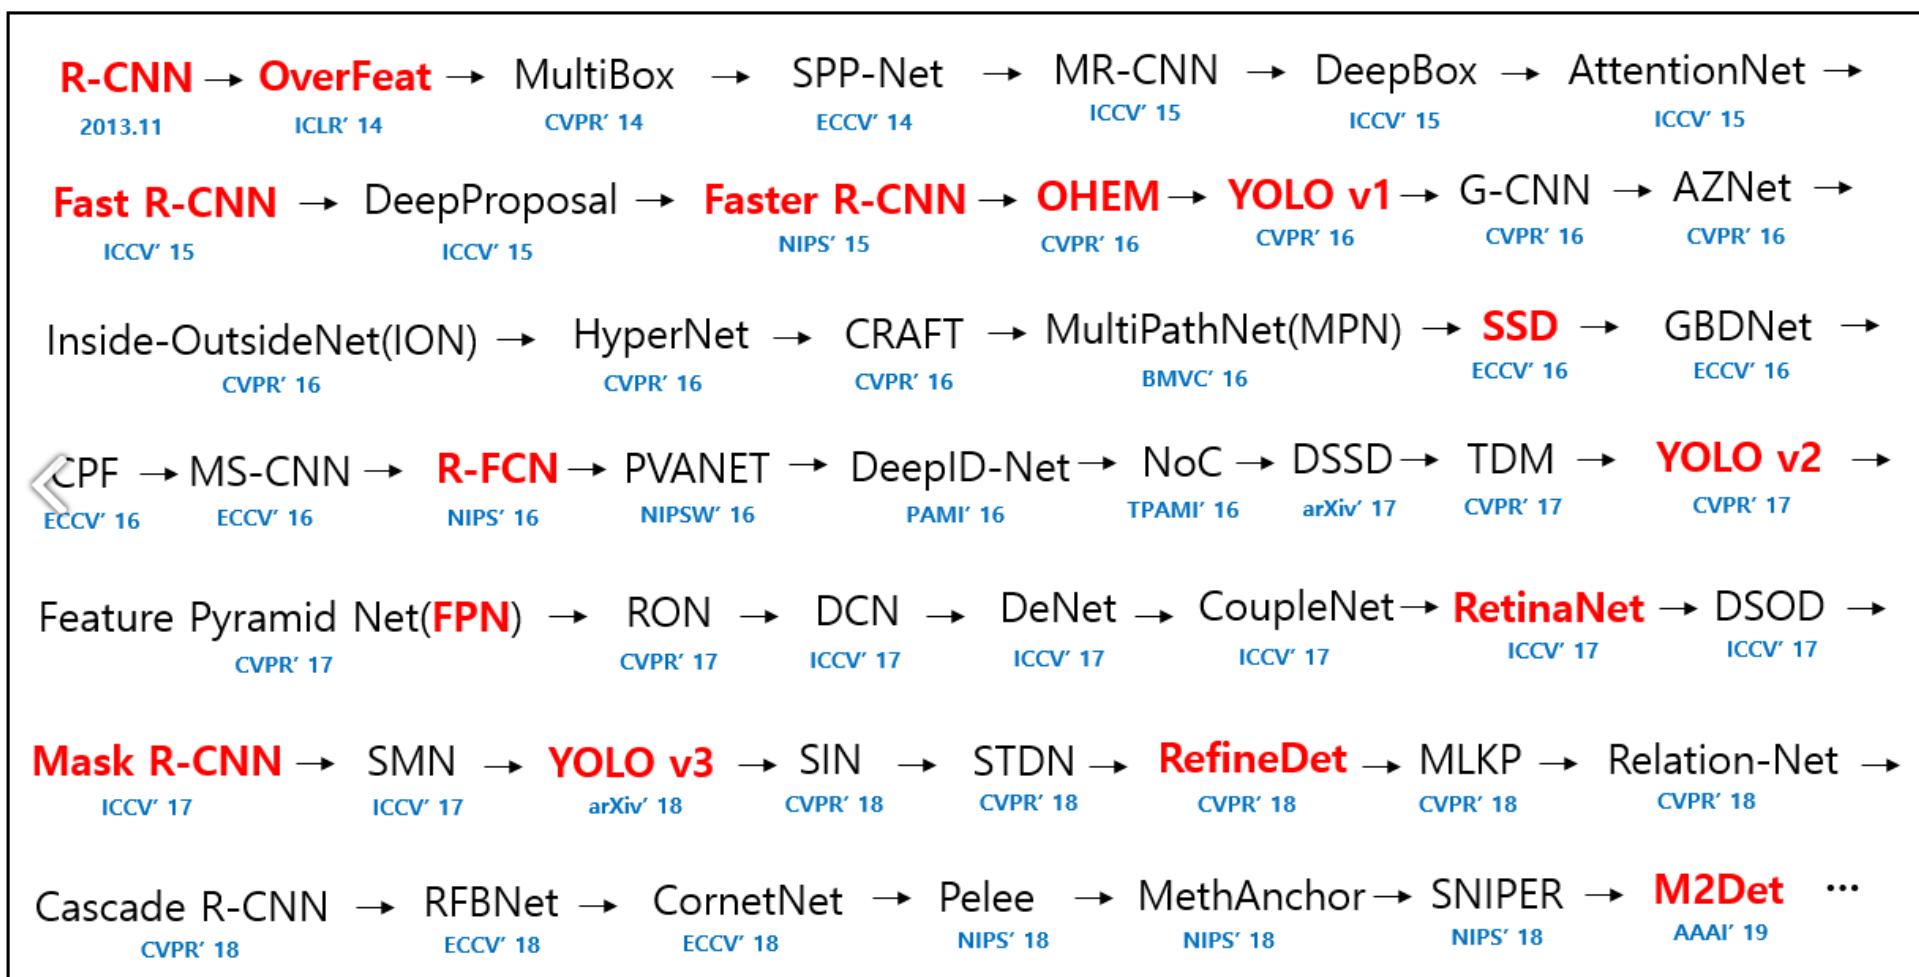 R-CNN → OverFeat → MultiBox → SPP-Net → MR-CNN → DeepBox → AttentionNet →
2013.11 ICLR' 14 CVPR' 14 ECCV' 14 ICCV' 15 ICCV' 15 ICCV' 15
Fast R-CNN → DeepProposal → Faster R-CNN → OHEM → YOLO v1 → G-CNN → AZNet →
ICCV' 15 ICCV' 15 NIPS' 15 CVPR' 16 CVPR' 16 CVPR' 16 CVPR' 16
Inside-OutsideNet(ION) → HyperNet → CRAFT → MultiPathNet(MPN) → SSD → GBDNet →
CVPR' 16 CVPR' 16 CVPR' 16 BMVC' 16 ECCV' 16 ECCV' 16
CPF → MS-CNN → R-FCN → PVANET → DeepID-Net → NoC → DSSD → TDM → YOLO v2 →
ECCV' 16 ECCV' 16 NIPS' 16 NIPSW' 16 PAMI' 16 TPAMI' 16 arXiv' 17 CVPR' 17 CVPR' 17
Feature Pyramid Net(FPN) → RON → DCN → DeNet → CoupleNet → RetinaNet → DSOD →
CVPR' 17 CVPR' 17 ICCV' 17 ICCV' 17 ICCV' 17 ICCV' 17 ICCV' 17
Mask R-CNN → SMN → YOLO v3 → SIN → STDN → RefineDet → MLKP → Relation-Net →
ICCV' 17 ICCV' 17 arXiv' 18 CVPR' 18 CVPR' 18 CVPR' 18 CVPR' 18 CVPR' 18
Cascade R-CNN → RFBNet → CornetNet → Pelee → MethAnchor → SNIPER → M2Det ...
CVPR' 18 ECCV' 18 ECCV' 18 NIPS' 18 NIPS' 18 NIPS' 18 AAAI' 19